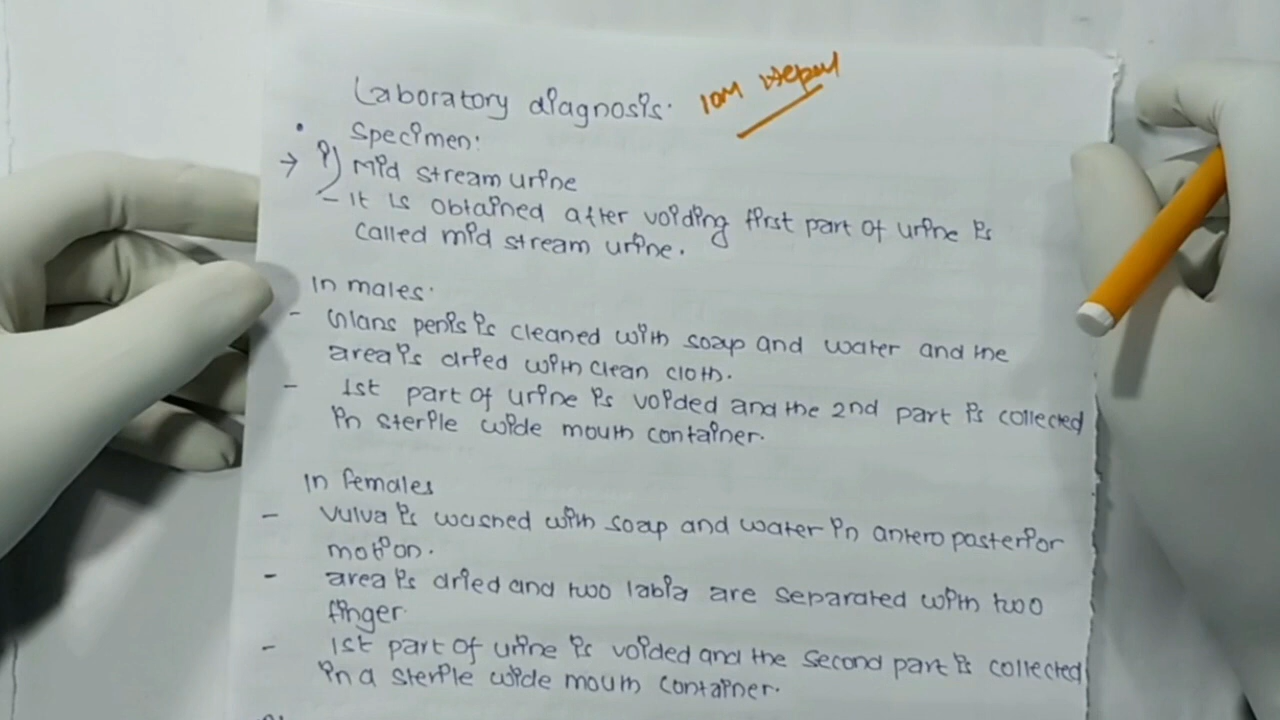 Laboratory diagnosis.
IOM
Specimen:
→ i) Mid stream urine
- It is obtained after voiding first part of urine is
called mid stream urine.
In males.
- Glans penis is cleaned with soap and water and the
area is dried with clean cloth.
- 1st part of urine is voided and the 2nd part is collected
in sterile wide mouth container.
In females
- Vulva is washed with soap and water in antero pasterior
motion.
- area is dried and two labia are separated with two
finger.
- 1st part of urine is voided and the second part is collected
in a sterile wide mouth container.